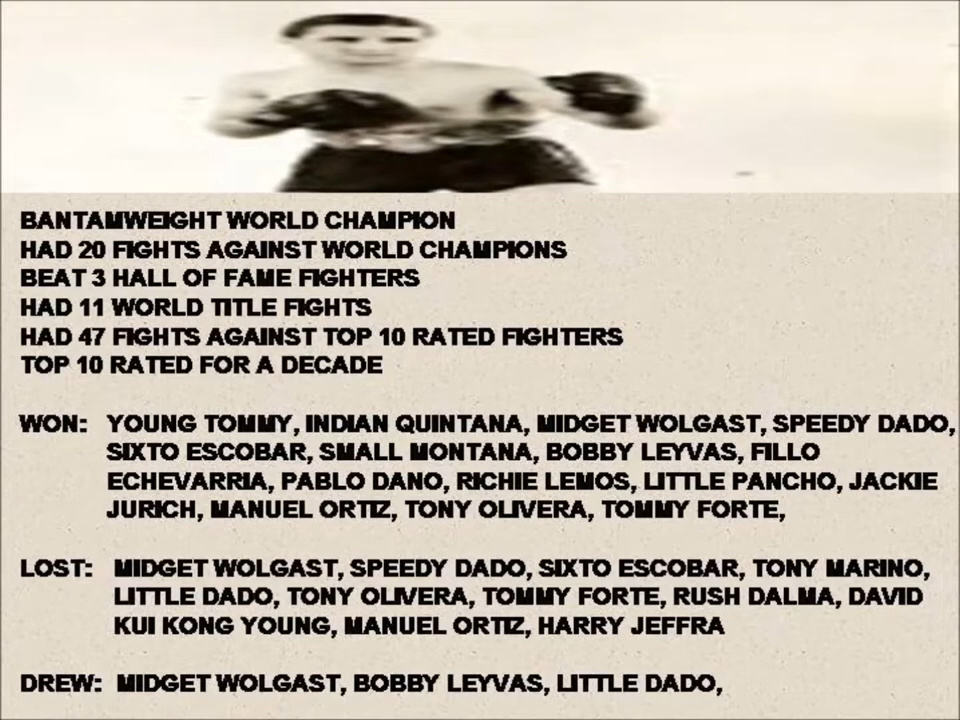 BANTAMWEIGHT WORLD CHAMPION
HAD 20 FIGHTS AGAINST WORLD CHAMPIONS
BEAT 3 HALL OF FAME FIGHTERS
HAD 11 WORLD TITLE FIGHTS
HAD 47 FIGHTS AGAINST TOP 10 RATED FIGHTERS
TOP 10 RATED FOR A DECADE
WON: YOUNG TOMMY, INDIAN QUINTANA, MIDGET WOLGAST, SPEEDY DADO,
SIXTO ESCOBAR, SMALL MONTANA, BOBBY LEYVAS, FILLO
ECHEVARRIA, PABLO DANO, RICHIE LEMOS, LITTLE PANCHO, JACKIE
JURICH, MANUEL ORTIZ, TONY OLIVERA, TOMMY FORTE,
LOST: MIDGET WOLGAST, SPEEDY DADO, SIXTO ESCOBAR, TONY MARINO,
LITTLE DADO, TONY OLIVERA, TOMMY FORTE, RUSH DALMA, DAVID
KUI KONG YOUNG, MANUEL ORTIZ, HARRY JEFFRA
DREW: MIDGET WOLGAST, BOBBY LEYVAS, LITTLE DADO,